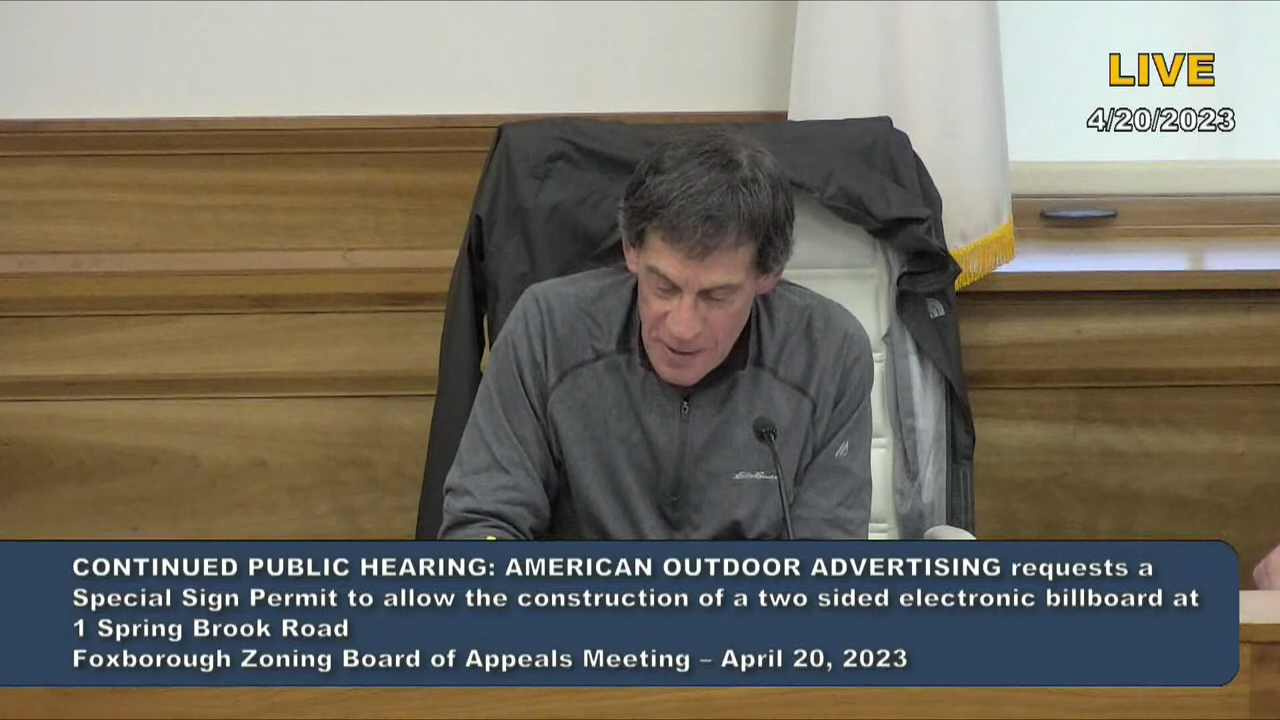 LIVE
4/20/2023
CONTINUED PUBLIC HEARING: AMERICAN OUTDOOR ADVERTISING requests a
Special Sign Permit to allow the construction of a two sided electronic billboard at
1 Spring Brook Road
Foxborough Zoning Board of Appeals Meeting – April 20, 2023